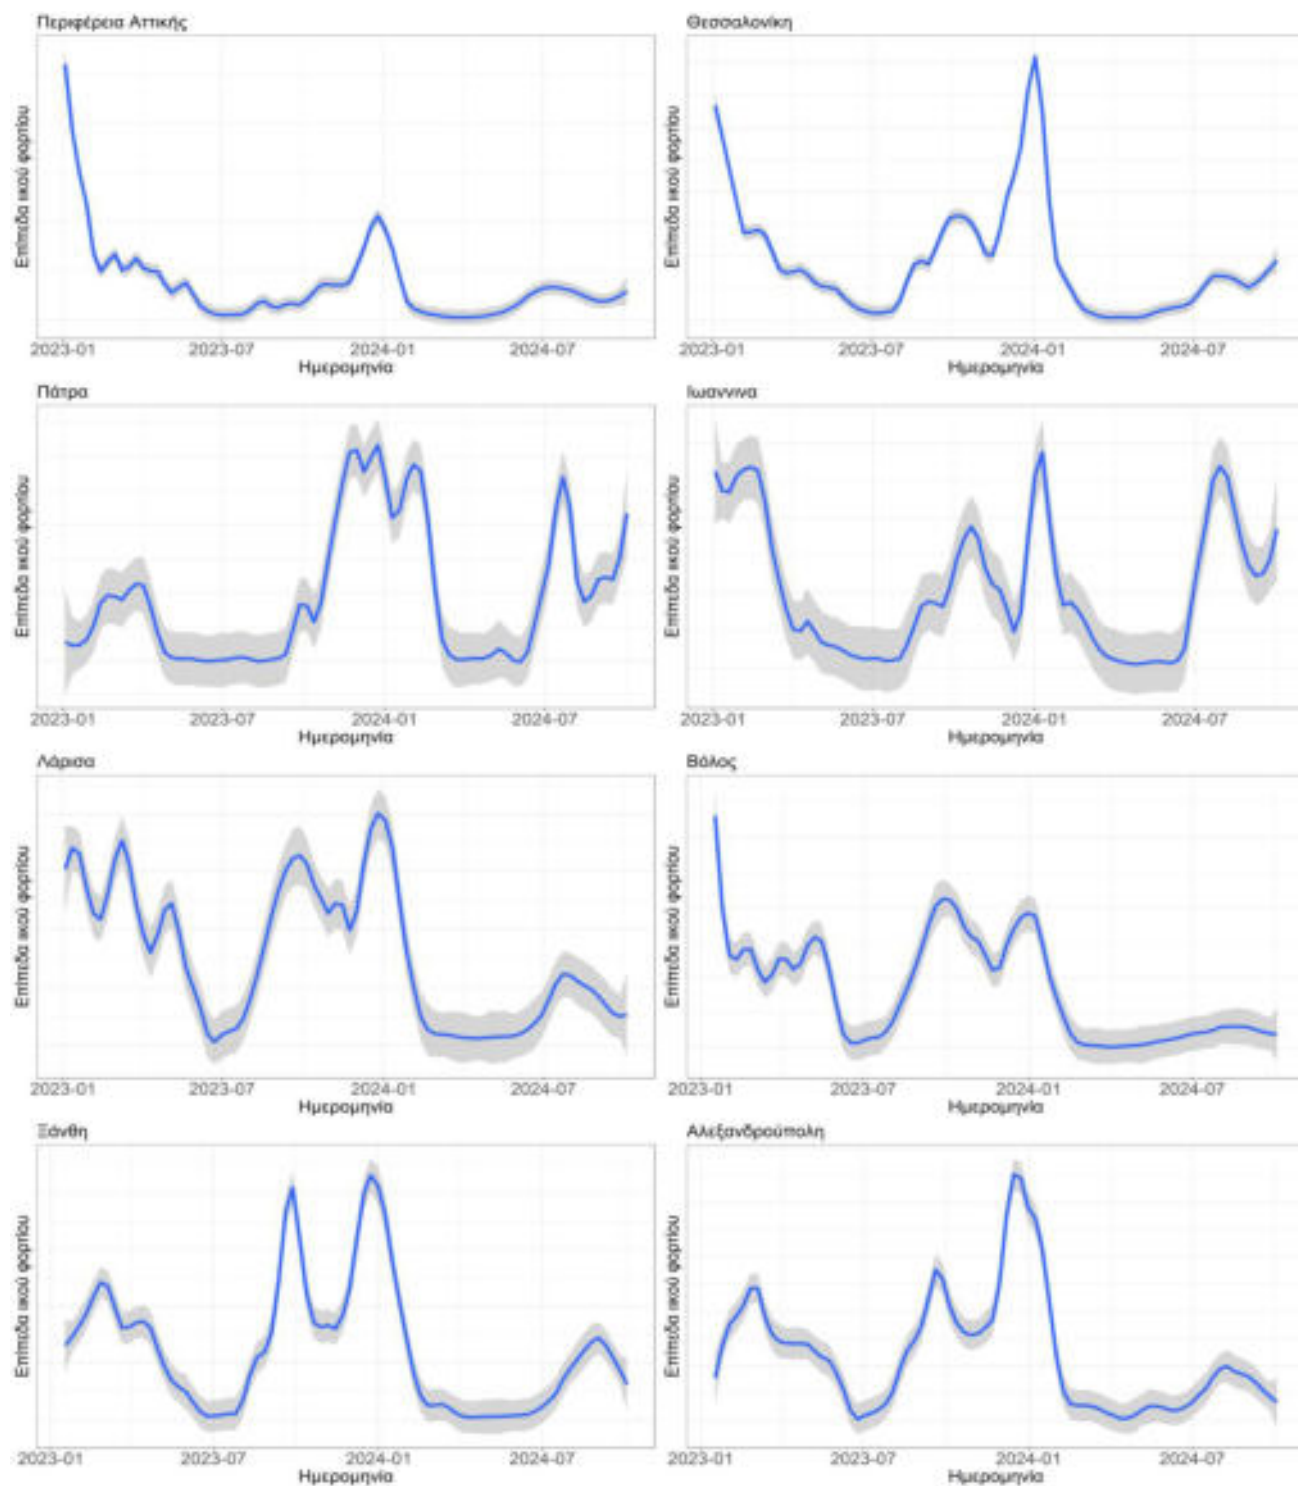 Περιφέρεια Αττικής
Επίπεδα ιικού φορτίου
2023-01 2023-07 2024-01 2024-07
Ημερομηνία
Θεσσαλονίκη
Επίπεδα ιικού φορτίου
2023-01 2023-07 2024-01 2024-07
Ημερομηνία
Πάτρα
Επίπεδα ιικού φορτίου
2023-01 2023-07 2024-01 2024-07
Ημερομηνία
Ιωαννινα
Επίπεδα ιικού φορτίου
2023-01 2023-07 2024-01 2024-07
Ημερομηνία
Λάρισα
Επίπεδα ιικού φορτίου
2023-01 2023-07 2024-01 2024-07
Ημερομηνία
Βόλος
Επίπεδα ιικού φορτίου
2023-01 2023-07 2024-01 2024-07
Ημερομηνία
Ξάνθη
Επίπεδα ιικού φορτίου
2023-01 2023-07 2024-01 2024-07
Ημερομηνία
Αλεξανδρούπολη
Επίπεδα ιικού φορτίου
2023-01 2023-07 2024-01 2024-07
Ημερομηνία